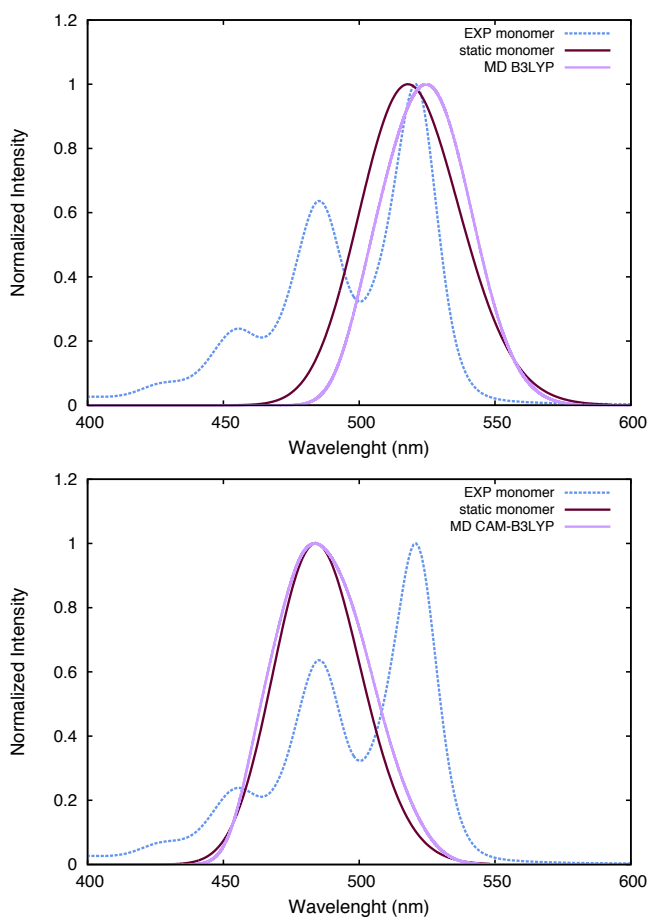 1.2
1
0.8
0.6
0.4
0.2
0
Normalized Intensity
EXP monomer
static monomer
MD B3LYP
400 450 500 550 600
Wavelenght (nm)
1.2
1
0.8
0.6
0.4
0.2
0
Normalized Intensity
EXP monomer
static monomer
MD CAM-B3LYP
400 450 500 550 600
Wavelenght (nm)